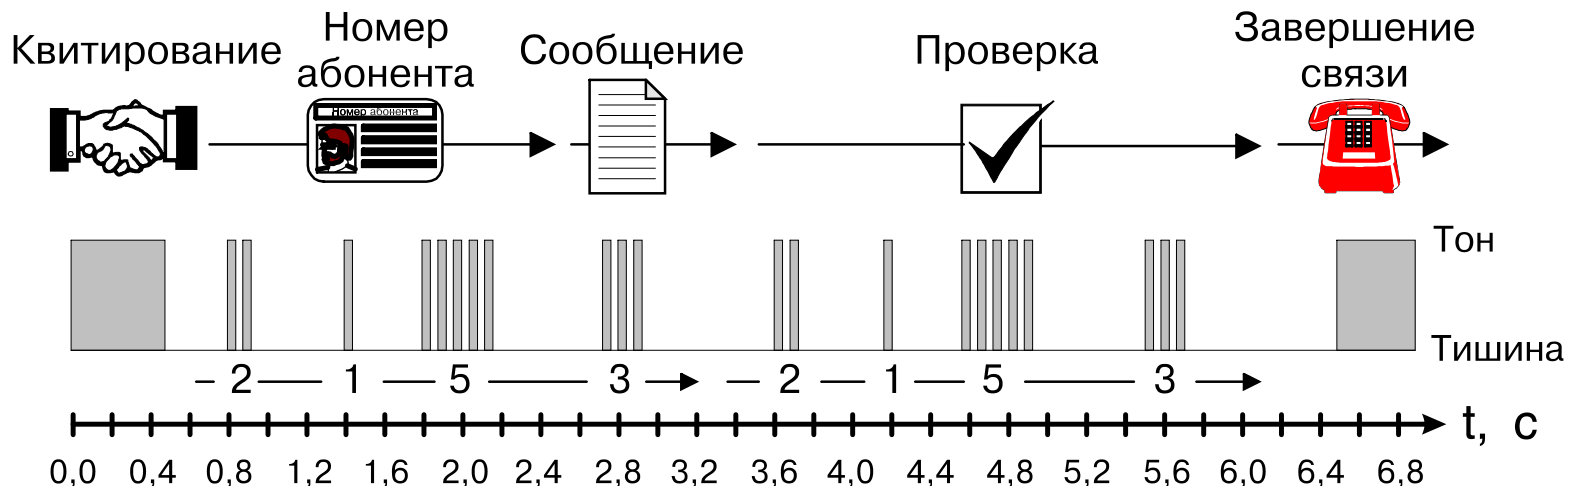 Квитирование
Номер
абонента
Сообщение
Проверка
Завершение
связи
Номер абонента
Тон
Тишина
2 1 5 3 2 1 5 3
t, с
0,0 0,4 0,8 1,2 1,6 2,0 2,4 2,8 3,2 3,6 4,0 4,4 4,8 5,2 5,6 6,0 6,4 6,8